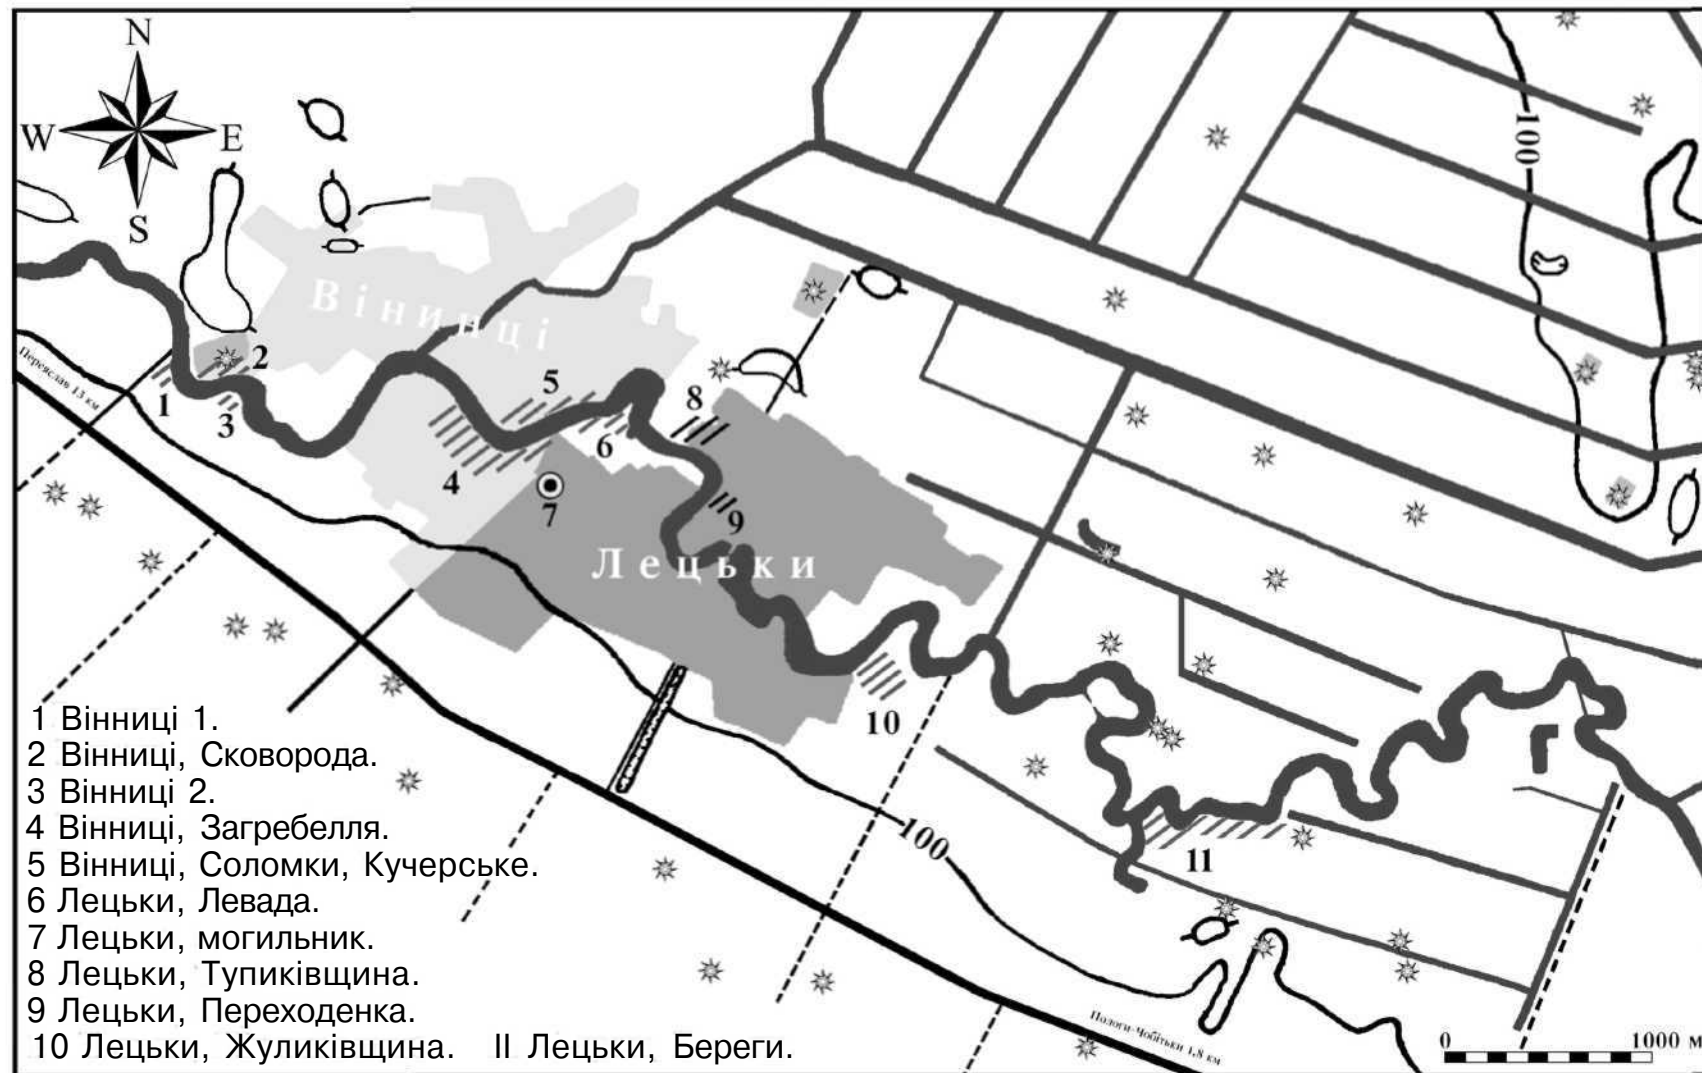 N
W E
S
1000
Вінниці
Переяслав 13 км
2
1
3
5
8
6
4
7
9
Лецьки
10
100
11
1 Вінниці 1.
2 Вінниці, Сковорода.
3 Вінниці 2.
4 Вінниці, Загребелля.
5 Вінниці, Соломки, Кучерське.
6 Лецьки, Левада.
7 Лецьки, могильник.
8 Лецьки, Тупиківщина.
9 Лецьки, Переходенка.
10 Лецьки, Жуликівщина. II Лецьки, Береги.
Пологи-Чобітьки 1,8 км
0 1000 м